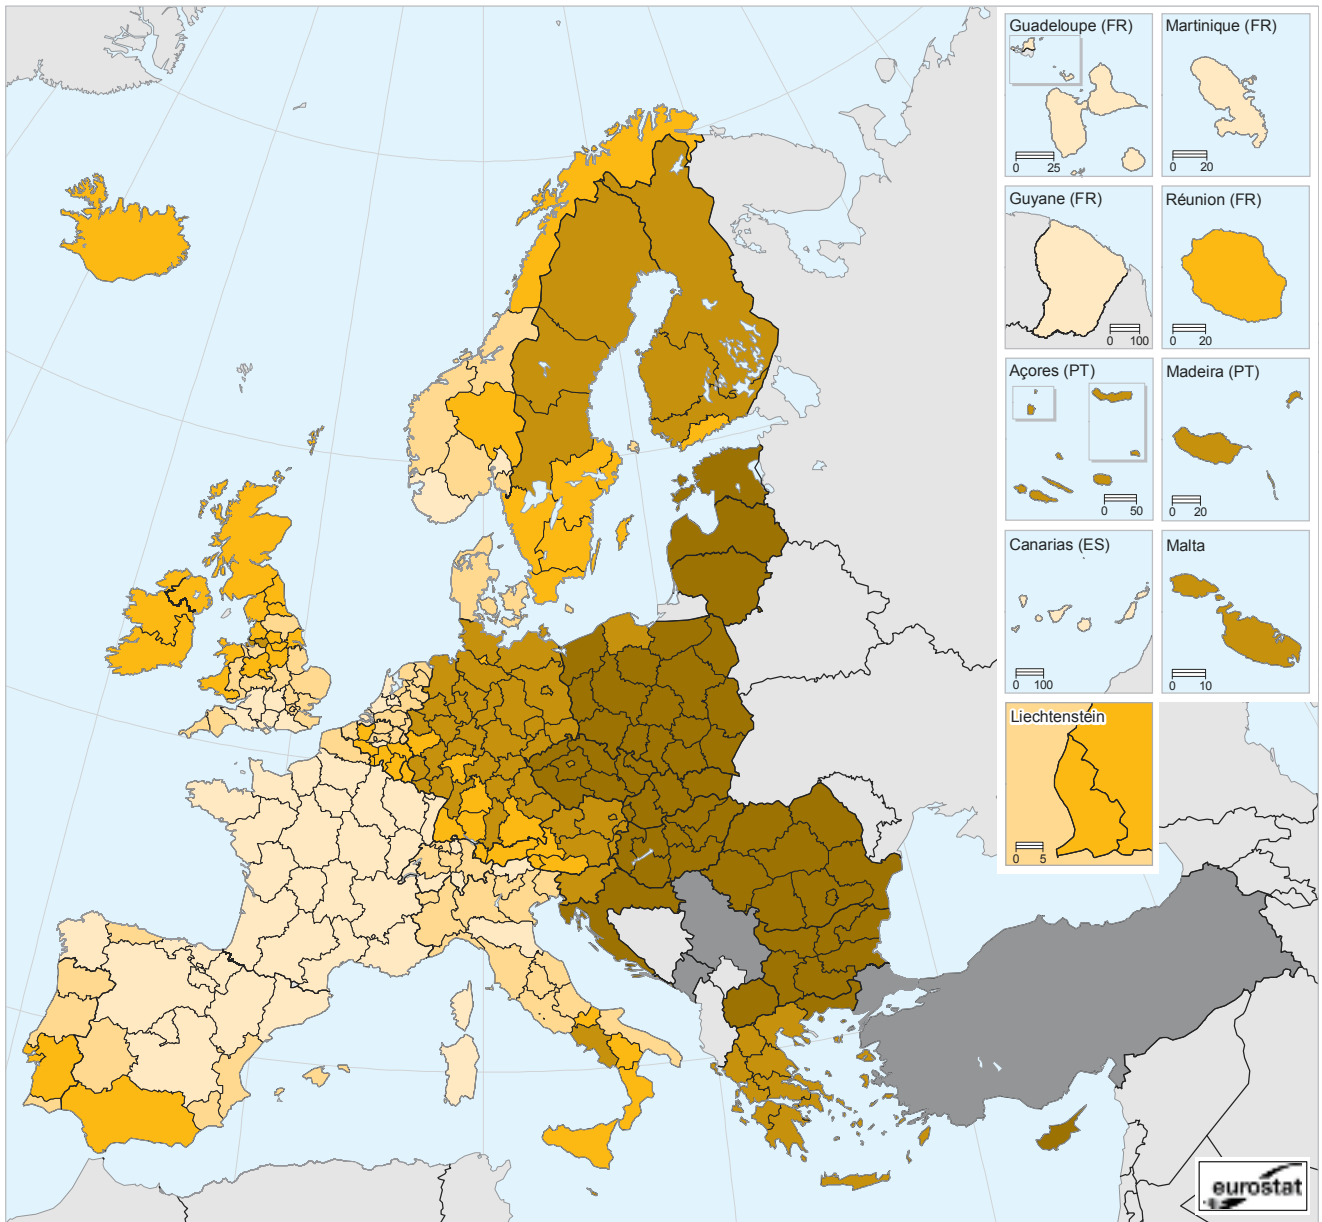 Guadeloupe (FR)
0 25
Martinique (FR)
0 20
Guyane (FR)
0 100
Réunion (FR)
0 20
Açores (PT)
0 50
Madeira (PT)
0 20
Canarias (ES)
0 100
Malta
0 10
Liechtenstein
0 5
eurostat